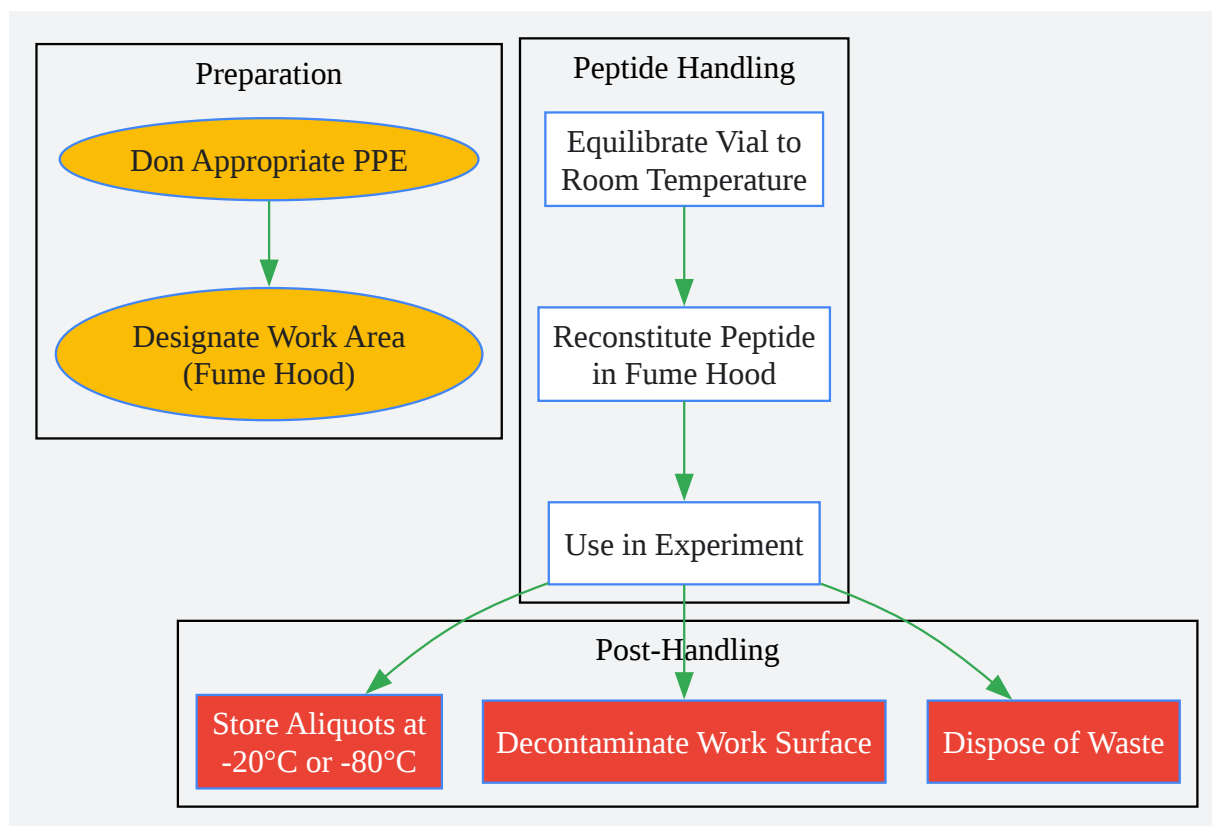 Preparation
Don Appropriate PPE
Designate Work Area
(Fume Hood)
Peptide Handling
Equilibrate Vial to
Room Temperature
Reconstitute Peptide
in Fume Hood
Use in Experiment
Post-Handling
Store Aliquots at
-20°C or -80°C
Decontaminate Work Surface
Dispose of Waste